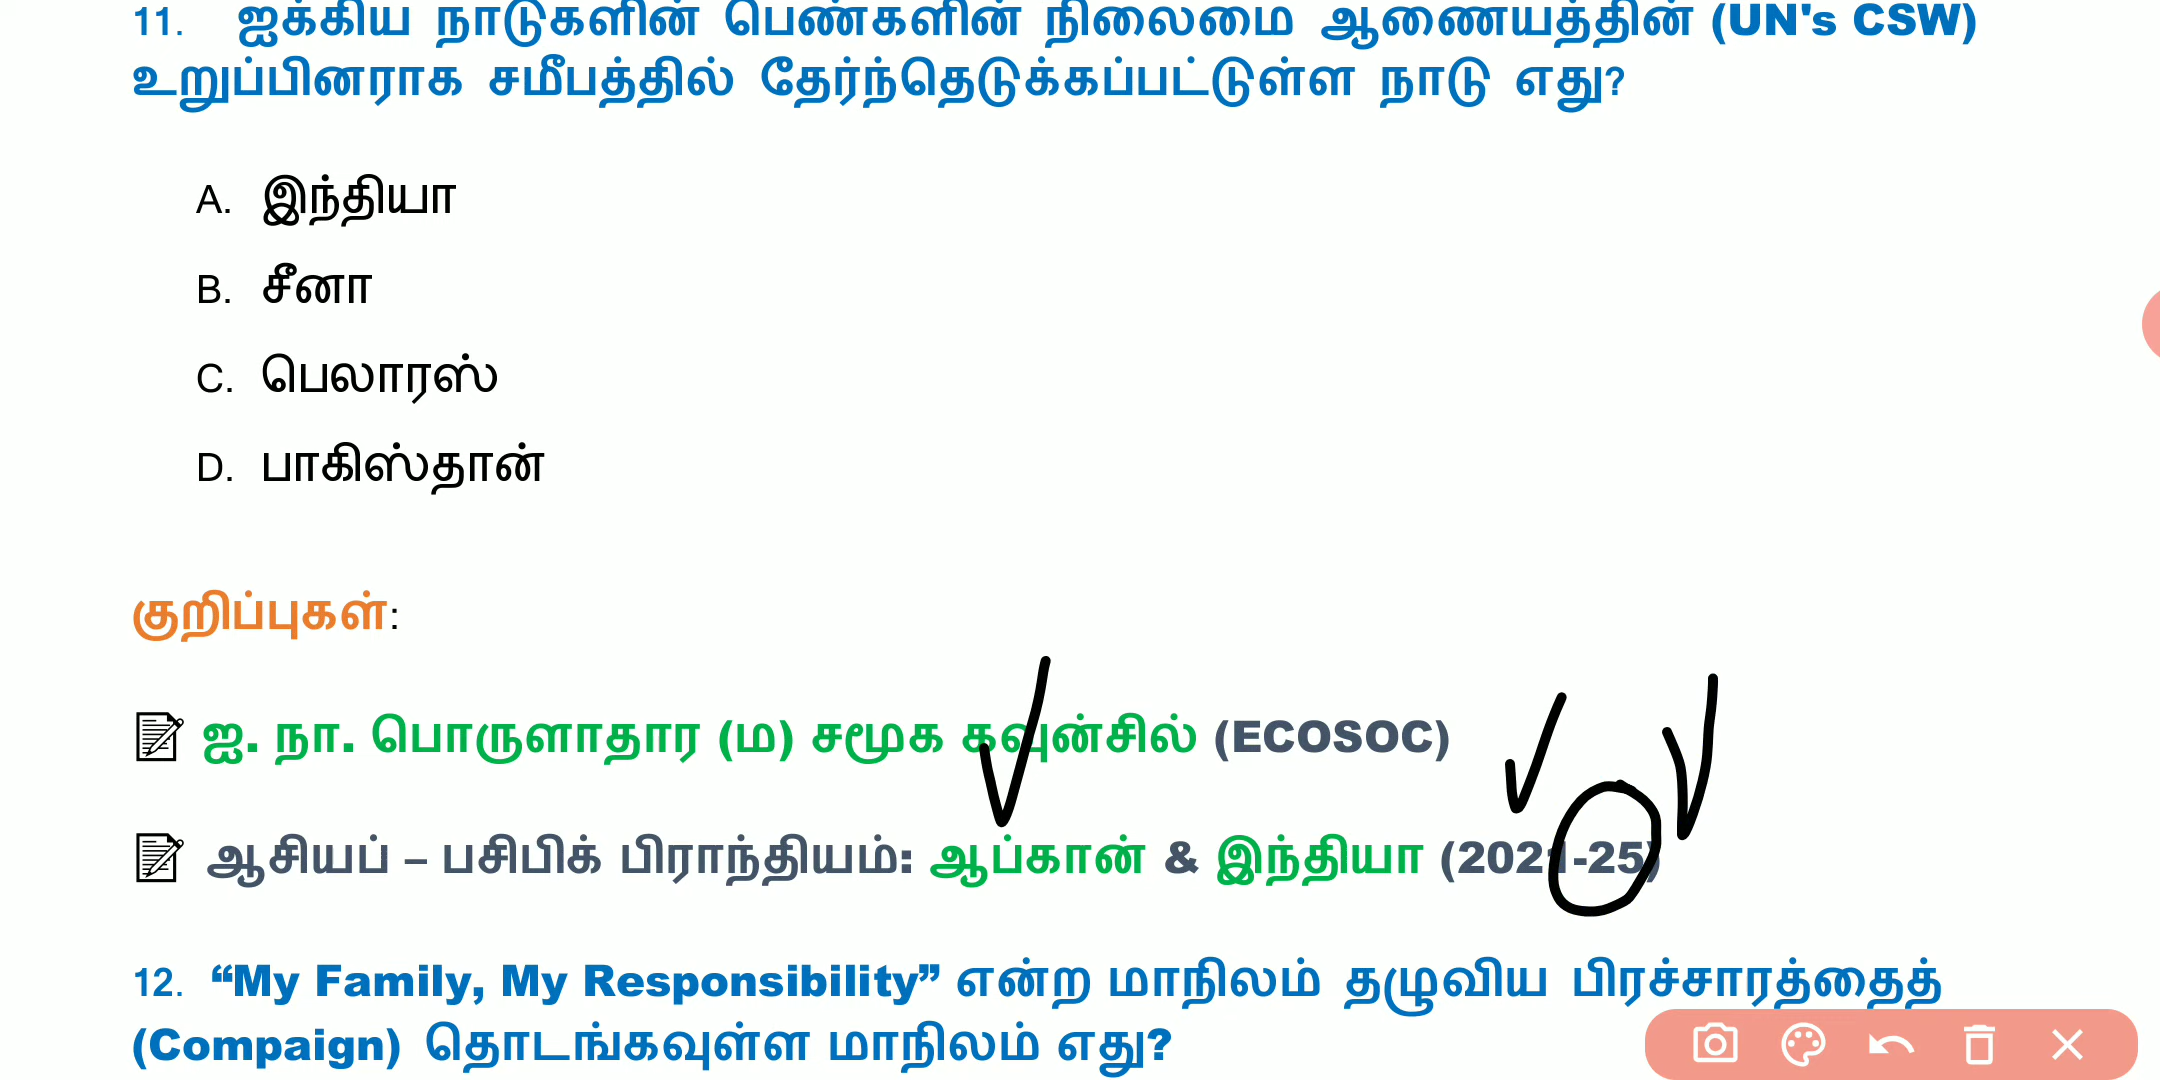 11. ஐக்கிய நாடுகளின் பெண்களின் நிலைமை ஆணையத்தின் (UN's CSW)
உறுப்பினராக சமீபத்தில் தேர்ந்தெடுக்கப்பட்டுள்ள நாடு எது?
A. இந்தியா
B. சீனா
C. பெலாரஸ்
D. பாகிஸ்தான்
குறிப்புகள்:
ஐ. நா. பொருளாதார (ம) சமூக கவுன்சில் (ECOSOC)
ஆசியப் – பசிபிக் பிராந்தியம்: ஆப்கான் & இந்தியா (2021-25)
12. “My Family, My Responsibility” என்ற மாநிலம் தழுவிய பிரச்சாரத்தைத்
(Compaign) தொடங்கவுள்ள மாநிலம் எது?